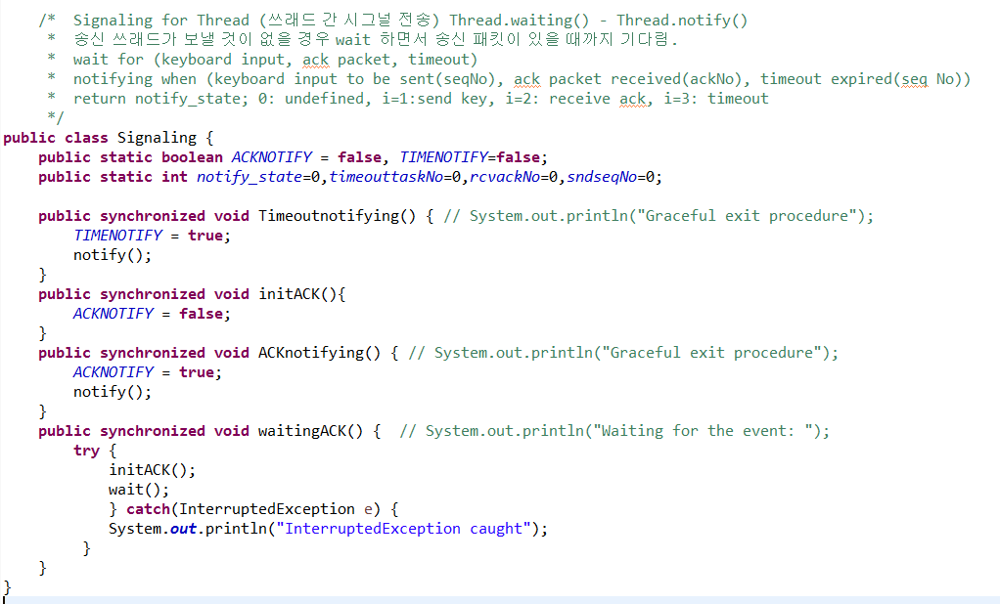 /*  Signaling for Thread (쓰래드 간 시그널 전송) Thread.waiting() - Thread.notify()
*  송신 쓰래드가 보낼 것이 없을 경우 wait 하면서 송신 패킷이 있을 때까지 기다림.
*  wait for (keyboard input, ack packet, timeout)
*  notifying when (keyboard input to be sent(seqNo), ack packet received(ackNo), timeout expired(seq No))
*  return notify_state; 0: undefined, i=1:send key, i=2: receive ack, i=3: timeout
*/
public class Signaling {
public static boolean ACKNOTIFY = false, TIMENOTIFY=false;
public static int notify_state=0,timeouttaskNo=0,rcvackNo=0,sndseqNo=0;
public synchronized void Timeoutnotifying() { // System.out.println("Graceful exit procedure");
TIMENOTIFY = true;
notify();
}
public synchronized void initACK(){
ACKNOTIFY = false;
}
public synchronized void ACKnotifying() { // System.out.println("Graceful exit procedure");
ACKNOTIFY = true;
notify();
}
public synchronized void waitingACK() {  // System.out.println("Waiting for the event: ");
try {
initACK();
wait();
} catch(InterruptedException e) {
System.out.println("InterruptedException caught");
}
}
}